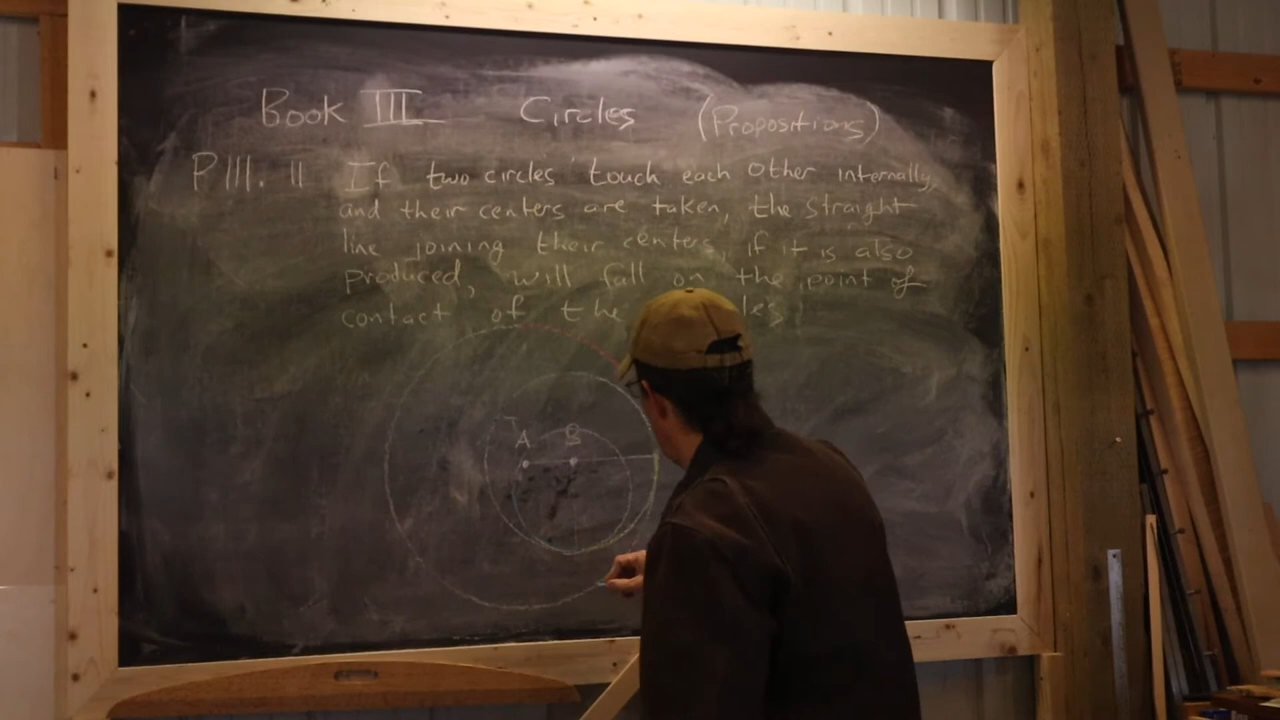 Book III Circles (Propositions)
P III. 11 If two circles touch each other internally,
and their centers are taken, the straight
line joining their centers, if it is also
produced, will fall on the point of
contact of the les
A B